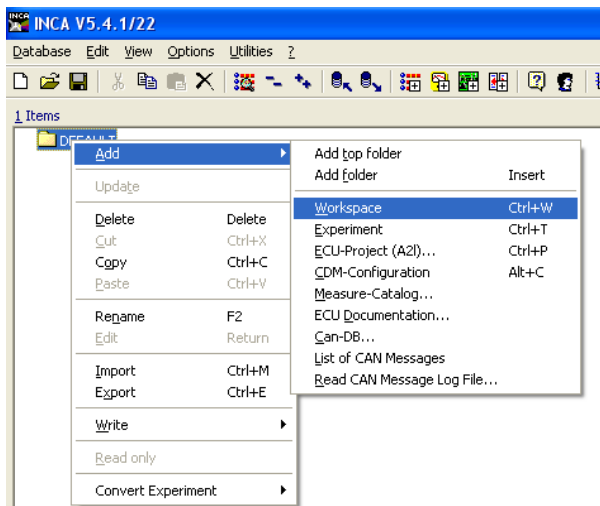 INCA V5.4.1/22
Database Edit View Options Utilities ?
1 Items
DEFAULT
Add
Update
Delete Delete
Cut Ctrl+X
Copy Ctrl+C
Paste Ctrl+V
Rename F2
Edit Return
Import Ctrl+M
Export Ctrl+E
Write
Read only
Convert Experiment
Add top folder
Add folder Insert
Workspace Ctrl+W
Experiment Ctrl+T
ECU-Project (A2l)... Ctrl+P
CDM-Configuration Alt+C
Measure-Catalog...
ECU Documentation...
Can-DB...
List of CAN Messages
Read CAN Message Log File...